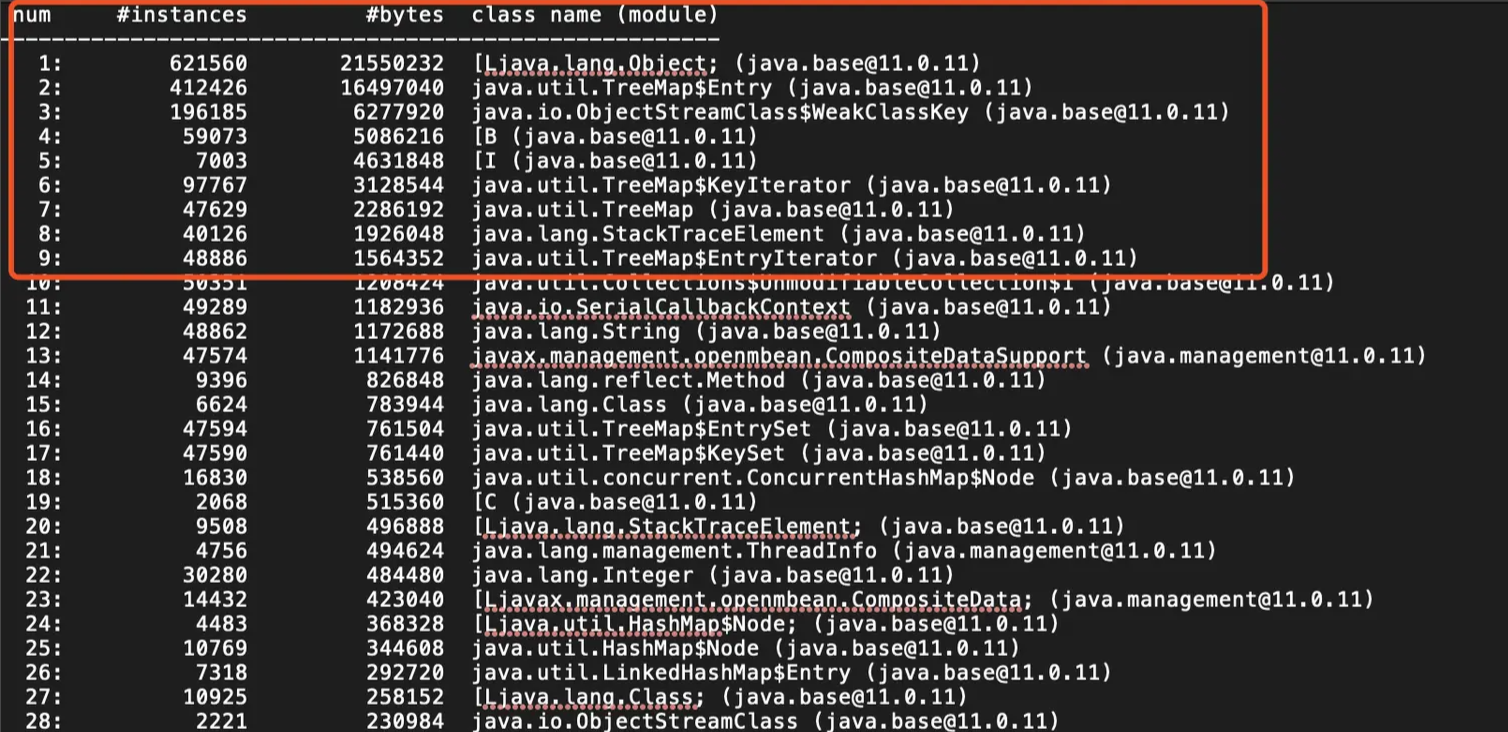 num #instances #bytes class name (module)
-------------------------------------------------------
1: 621560 21550232 [Ljava.lang.Object; (java.base@11.0.11)
2: 412426 16497040 java.util.TreeMap$Entry (java.base@11.0.11)
3: 196185 6277920 java.io.ObjectStreamClass$WeakClassKey (java.base@11.0.11)
4: 59073 5086216 [B (java.base@11.0.11)
5: 7003 4631848 [I (java.base@11.0.11)
6: 97767 3128544 java.util.TreeMap$KeyIterator (java.base@11.0.11)
7: 47629 2286192 java.util.TreeMap (java.base@11.0.11)
8: 40126 1926048 java.lang.StackTraceElement (java.base@11.0.11)
9: 48886 1564352 java.util.TreeMap$EntryIterator (java.base@11.0.11)
10: 50351 1208424 java.util.Collections$UnmodifiableCollection$1 (java.base@11.0.11)
11: 49289 1182936 java.io.SerialCallbackContext (java.base@11.0.11)
12: 48862 1172688 java.lang.String (java.base@11.0.11)
13: 47574 1141776 javax.management.openmbean.CompositeDataSupport (java.management@11.0.11)
14: 9396 826848 java.lang.reflect.Method (java.base@11.0.11)
15: 6624 783944 java.lang.Class (java.base@11.0.11)
16: 47594 761504 java.util.TreeMap$EntrySet (java.base@11.0.11)
17: 47590 761440 java.util.TreeMap$KeySet (java.base@11.0.11)
18: 16830 538560 java.util.concurrent.ConcurrentHashMap$Node (java.base@11.0.11)
19: 2068 515360 [C (java.base@11.0.11)
20: 9508 496888 [Ljava.lang.StackTraceElement; (java.base@11.0.11)
21: 4756 494624 java.lang.management.ThreadInfo (java.management@11.0.11)
22: 30280 484480 java.lang.Integer (java.base@11.0.11)
23: 14432 423040 [Ljavax.management.openmbean.CompositeData; (java.management@11.0.11)
24: 4483 368328 [Ljava.util.HashMap$Node; (java.base@11.0.11)
25: 10769 344608 java.util.HashMap$Node (java.base@11.0.11)
26: 7318 292720 java.util.LinkedHashMap$Entry (java.base@11.0.11)
27: 10925 258152 [Ljava.lang.Class; (java.base@11.0.11)
28: 2221 230984 java.io.ObjectStreamClass (java.base@11.0.11)